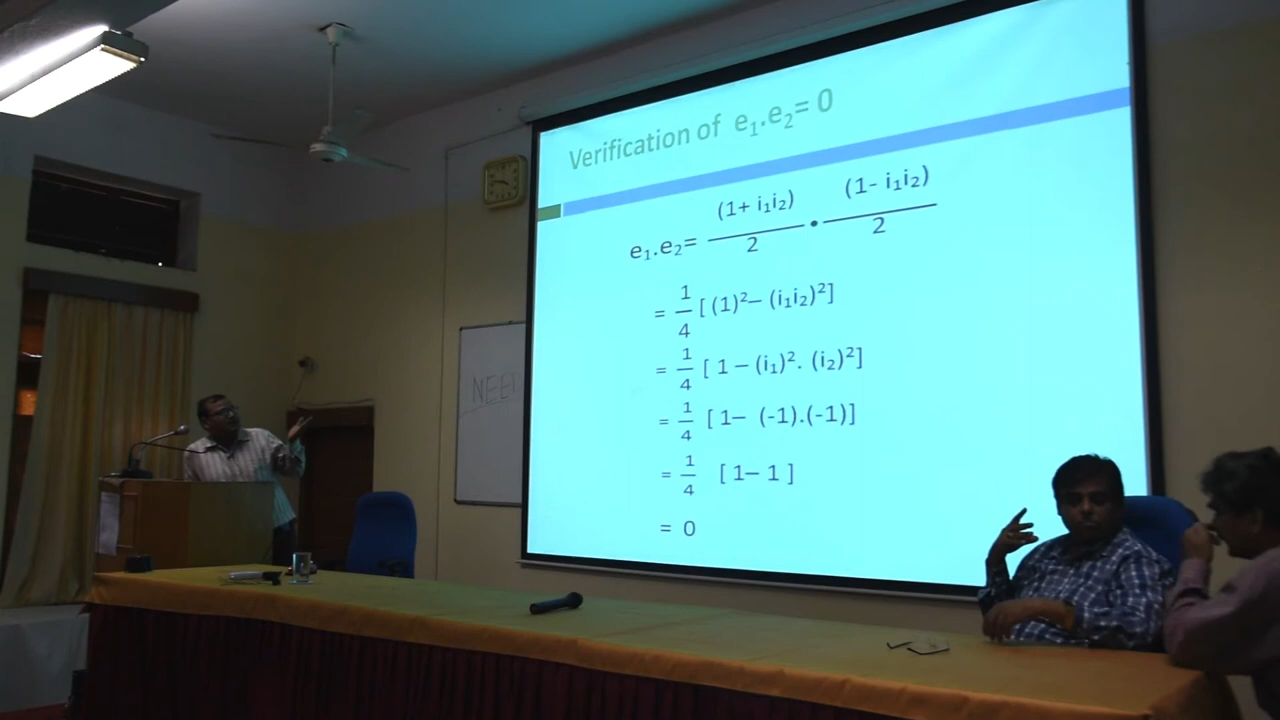 Verification of e₁.e₂= 0
e₁.e₂= (1+ i₁i₂)/2 • (1- i₁i₂)/2
= 1/4 [ (1)²– (i₁i₂)²]
= 1/4 [ 1 – (i₁)². (i₂)²]
= 1/4 [ 1– (-1).(-1)]
= 1/4 [ 1– 1 ]
= 0
NEED